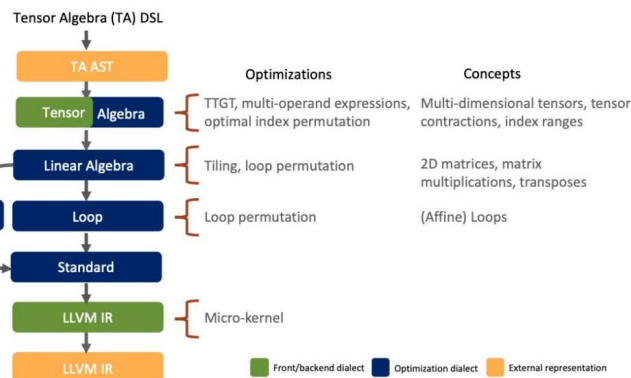 Tensor Algebra (TA) DSL
TA AST
Optimizations
Concepts
Tensor Algebra
TTGT, multi-operand expressions,
optimal index permutation
Multi-dimensional tensors, tensor
contractions, index ranges
Linear Algebra
Tiling, loop permutation
2D matrices, matrix
multiplications, transposes
Loop
Loop permutation
(Affine) Loops
Standard
LLVM IR
Micro-kernel
LLVM IR
Front/backend dialect
Optimization dialect
External representation